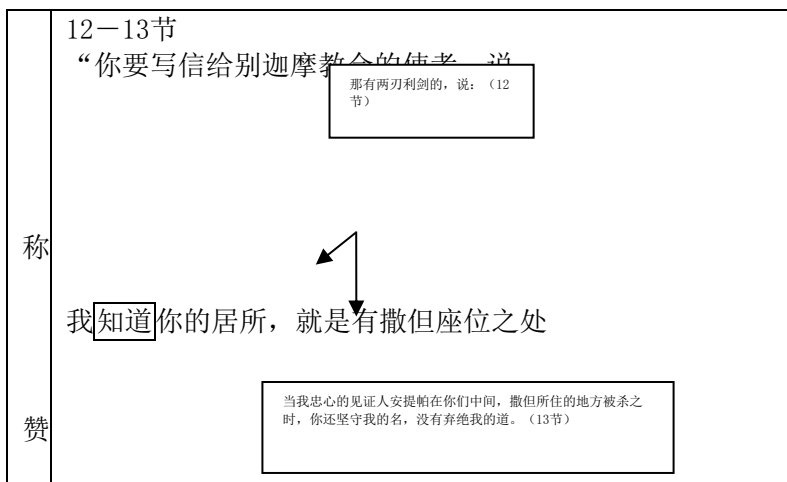 12－13节
“你要写信给别迦摩教会的使者，说
那有两刃利剑的，说：（12
节）
称
我知道你的居所，就是有撒但座位之处
当我忠心的见证人安提帕在你们中间，撒但所住的地方被杀之
时，你还坚守我的名，没有弃绝我的道。（13节）
赞